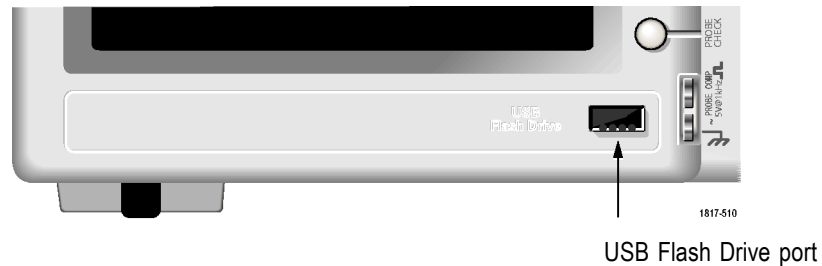 PROBE
CHECK
USB
Flash Drive
~ PROBE COMP
5V@1kHz
1817-510
USB Flash Drive port